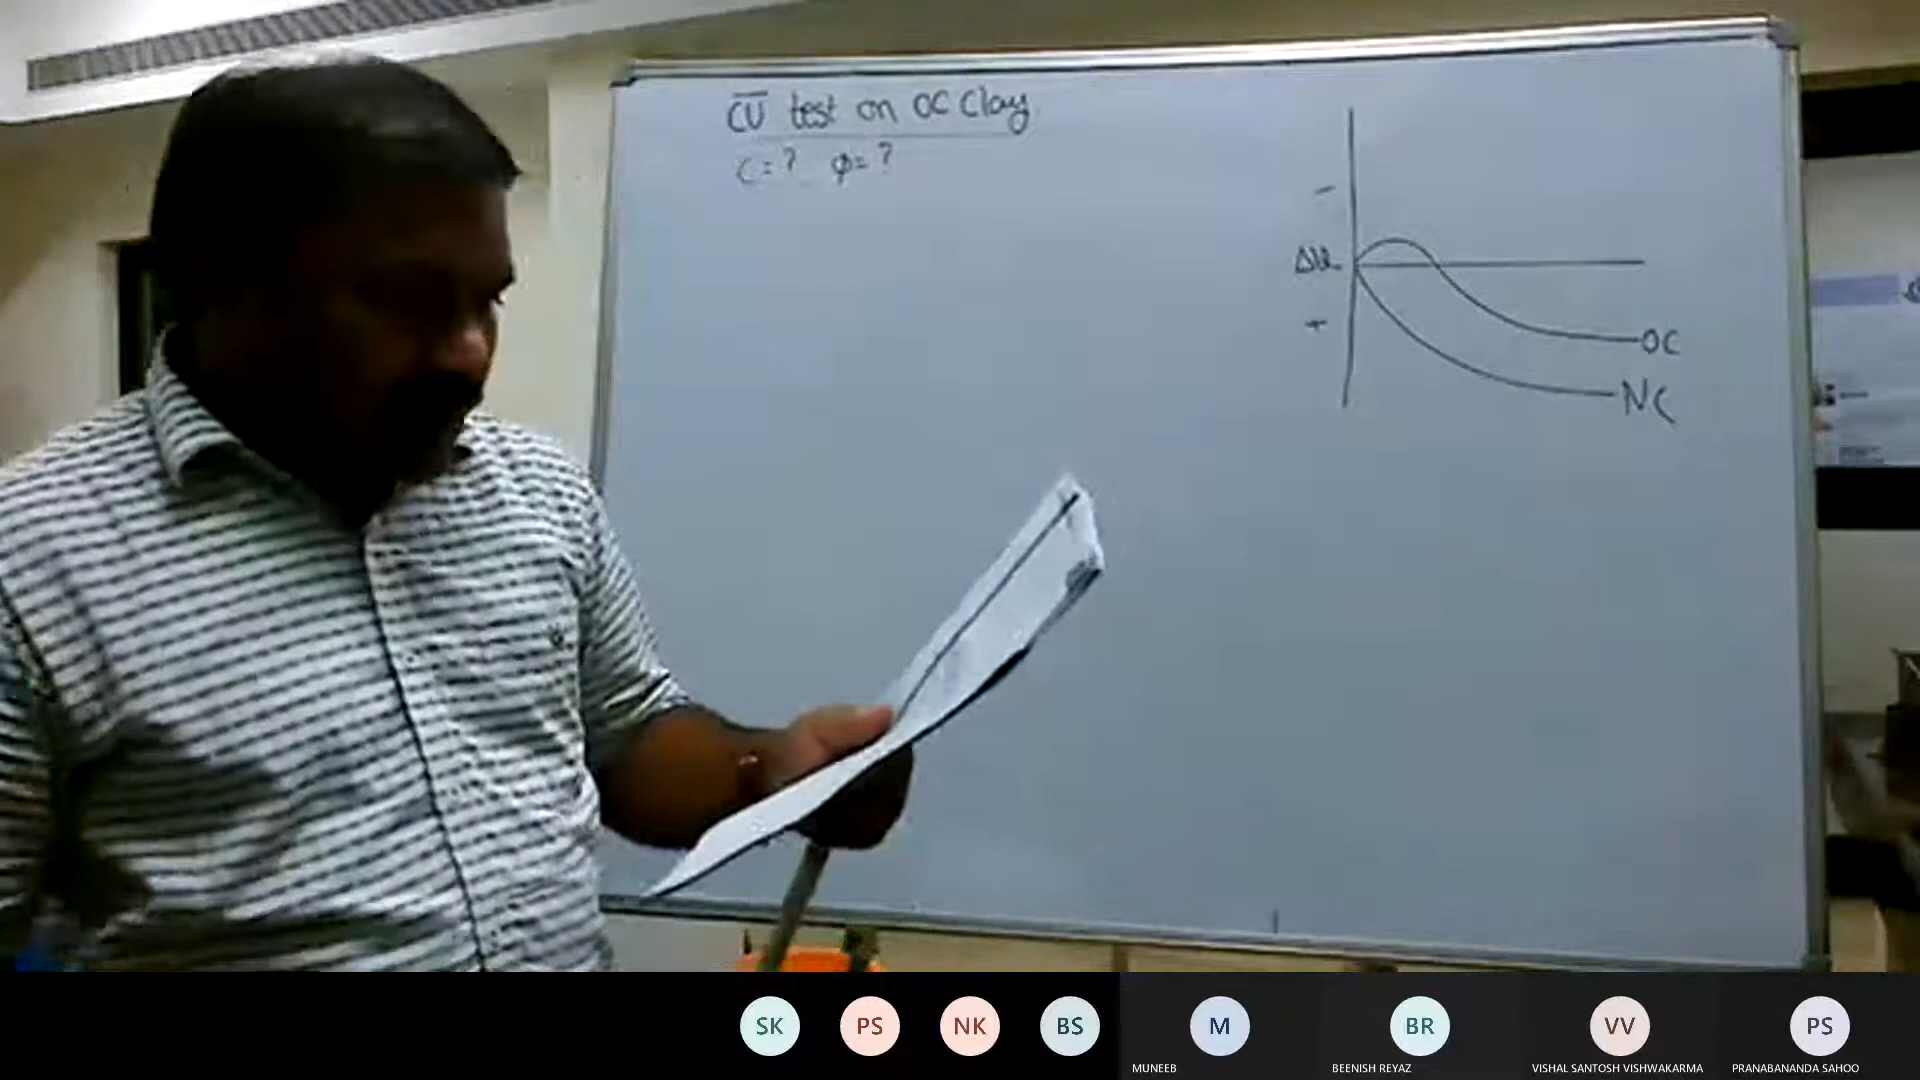 CU test on OC Clay
C = ? φ = ?
-
ΔU
+
OC
NC
SK
PS
NK
BS
M
BR
VV
PS
MUNEEB
BEENISH REYAZ
VISHAL SANTOSH VISHWAKARMA
PRANABANANDA SAHOO